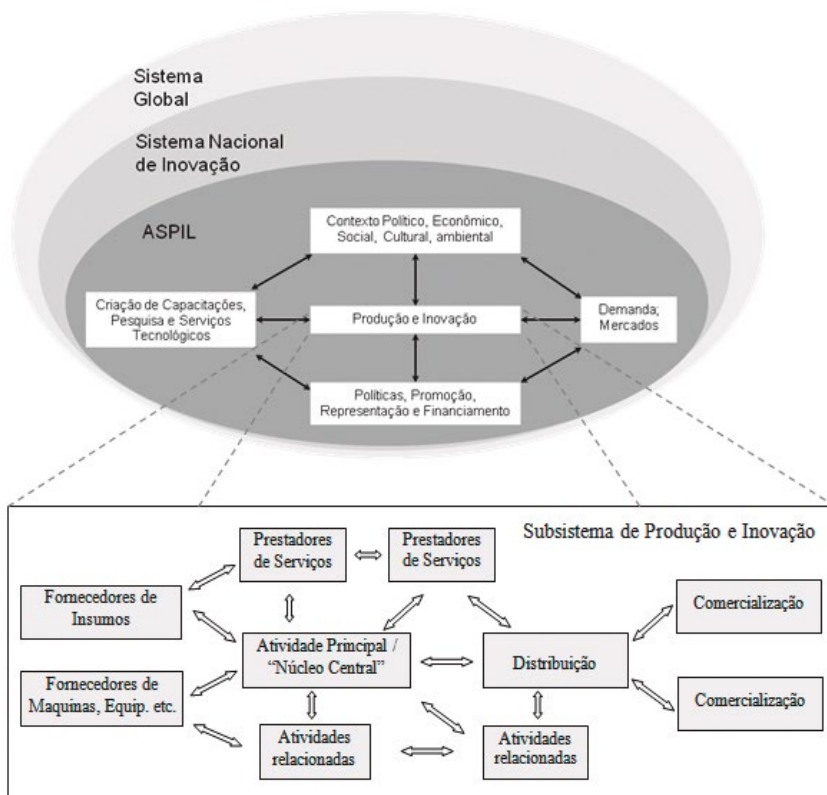 Sistema
Global
Sistema Nacional
de Inovação
ASPIL
Contexto Político, Econômico,
Social, Cultural, ambiental
Criação de Capacitações,
Pesquisa e Serviços
Tecnológicos
Produção e Inovação
Demanda;
Mercados
Políticas, Promoção,
Representação e Financiamento
Subsistema de Produção e Inovação
Prestadores
de Serviços
Prestadores
de Serviços
Fornecedores de
Insumos
Comercialização
Atividade Principal /
“Núcleo Central”
Distribuição
Fornecedores de
Maquinas, Equip. etc.
Comercialização
Atividades
relacionadas
Atividades
relacionadas